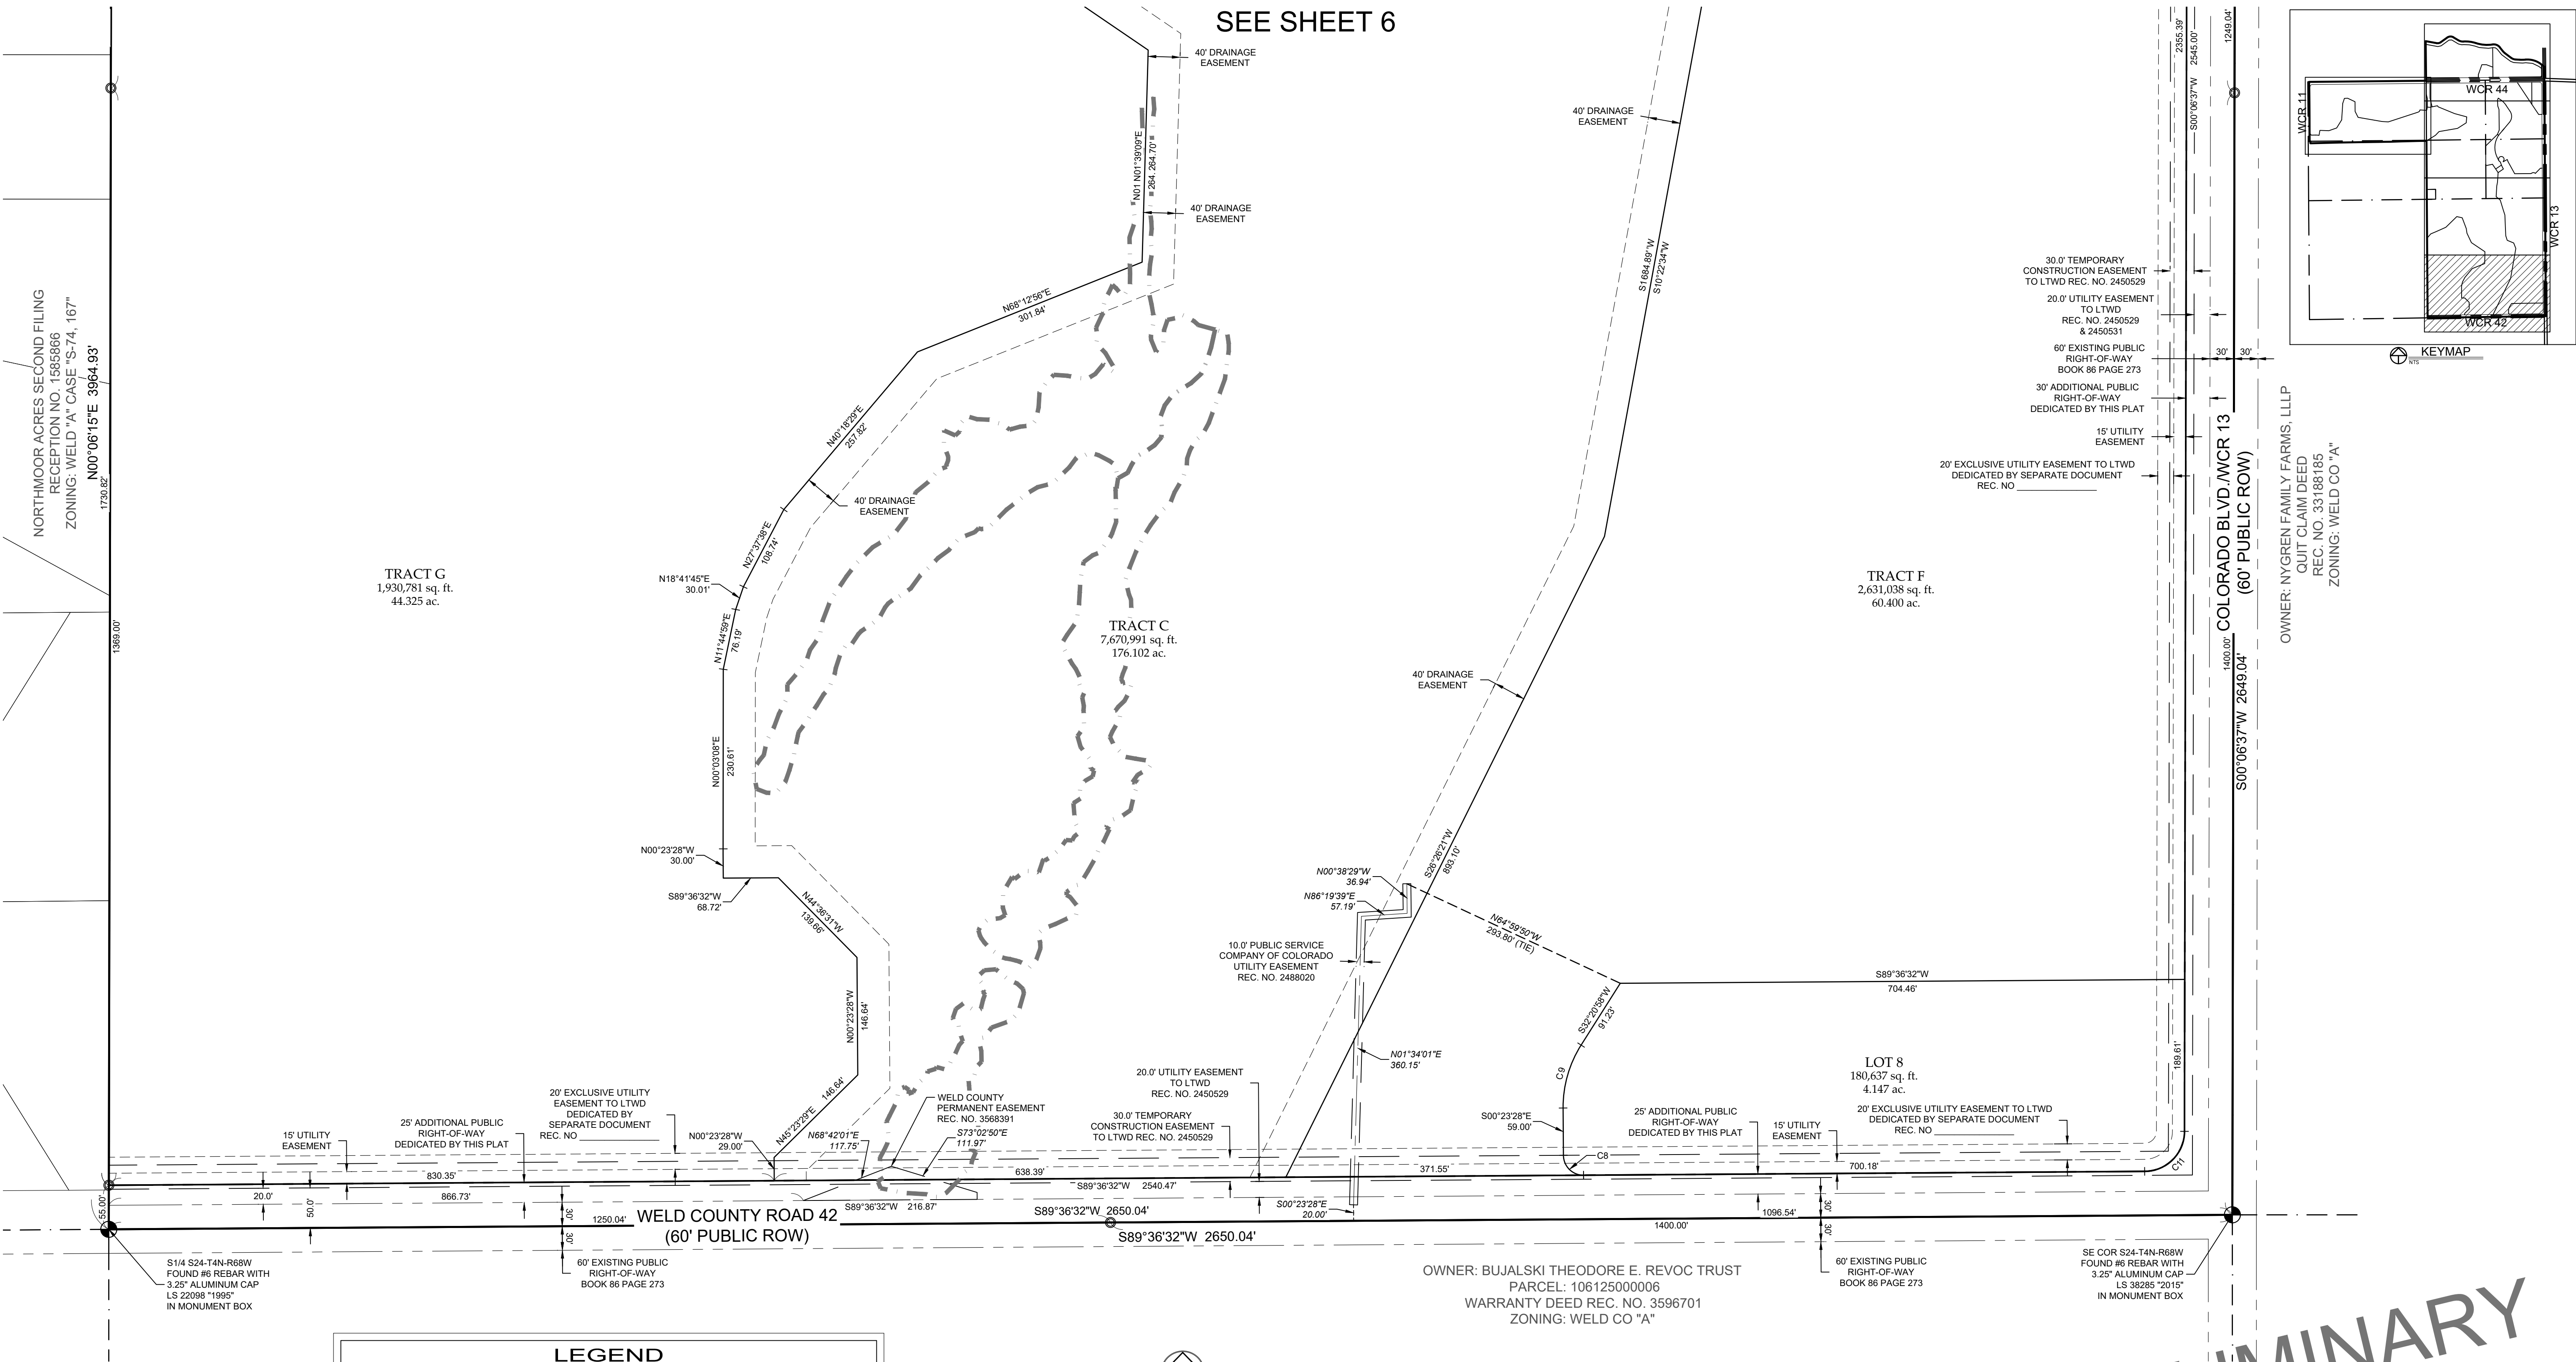 SEE SHEET 6
40' DRAINAGE
EASEMENT
N01°39'09"E
264.70'
40' DRAINAGE
EASEMENT
40' DRAINAGE
EASEMENT
2355.39'
S00°06'37"W 2545.00'
1249.04'
WCR 44
WCR 11
WCR 13
WCR 42
KEYMAP
NTS
NORTHMOOR ACRES SECOND FILING
RECEPTION NO. 1585866
ZONING: WELD "A" CASE "S-74, 167"
N00°06'15"E 3964.93'
1730.82'
1369.00'
N68°12'56"E
301.84'
N40°18'29"E
257.82'
40' DRAINAGE
EASEMENT
N27°37'38"E
108.74'
N18°41'45"E
30.01'
N11°44'59"E
76.19'
N00°03'08"E
230.61'
N00°23'28"W
30.00'
S89°36'32"W
68.72'
N44°36'31"W
139.66'
N00°23'28"W
146.64'
N45°23'29"E 146.64'
TRACT G
1,930,781 sq. ft.
44.325 ac.
TRACT C
7,670,991 sq. ft.
176.102 ac.
TRACT F
2,631,038 sq. ft.
60.400 ac.
S1684.89'W
S10°22'34"W
40' DRAINAGE
EASEMENT
S26°26'21"W
893.10'
30.0' TEMPORARY
CONSTRUCTION EASEMENT
TO LTWD REC. NO. 2450529
20.0' UTILITY EASEMENT
TO LTWD
REC. NO. 2450529
& 2450531
60' EXISTING PUBLIC
RIGHT-OF-WAY
BOOK 86 PAGE 273
30' 30'
30' ADDITIONAL PUBLIC
RIGHT-OF-WAY
DEDICATED BY THIS PLAT
15' UTILITY
EASEMENT
20' EXCLUSIVE UTILITY EASEMENT TO LTWD
DEDICATED BY SEPARATE DOCUMENT
REC. NO ________________
COLORADO BLVD./WCR 13
(60' PUBLIC ROW)
1400.00'
S00°06'37"W 2649.04'
OWNER: NYGREN FAMILY FARMS, LLLP
QUIT CLAIM DEED
REC. NO. 33188185
ZONING: WELD CO "A"
N00°38'29"W
36.94'
N86°19'39"E
57.19'
10.0' PUBLIC SERVICE
COMPANY OF COLORADO
UTILITY EASEMENT
REC. NO. 2488020
N64°59'50"W
293.80' (TIE)
S89°36'32"W
704.46'
S32°20'58"W
91.23'
N01°34'01"E
360.15'
C9
S00°23'28"E
59.00'
C8
LOT 8
180,637 sq. ft.
4.147 ac.
189.61'
C11
25' ADDITIONAL PUBLIC
RIGHT-OF-WAY
DEDICATED BY THIS PLAT
15' UTILITY
EASEMENT
20' EXCLUSIVE UTILITY EASEMENT TO LTWD
DEDICATED BY SEPARATE DOCUMENT
REC. NO ________________
15' UTILITY
EASEMENT
25' ADDITIONAL PUBLIC
RIGHT-OF-WAY
DEDICATED BY THIS PLAT
20' EXCLUSIVE UTILITY
EASEMENT TO LTWD
DEDICATED BY
SEPARATE DOCUMENT
REC. NO ________________
N00°23'28"W
29.00'
N68°42'01"E
117.75'
WELD COUNTY
PERMANENT EASEMENT
REC. NO. 3568391
S73°02'50"E
111.97'
20.0' UTILITY EASEMENT
TO LTWD
REC. NO. 2450529
30.0' TEMPORARY
CONSTRUCTION EASEMENT
TO LTWD REC. NO. 2450529
830.35'
638.39'
371.55'
700.18'
S89°36'32"W 2540.47'
20.0'
866.73'
55.00'
50.0'
S89°36'32"W 216.87'
S00°23'28"E
20.00'
1096.54'
30'
30'
30'
30'
1250.04'
WELD COUNTY ROAD 42
(60' PUBLIC ROW)
S89°36'32"W 2650.04'
S89°36'32"W 2650.04'
1400.00'
S1/4 S24-T4N-R68W
FOUND #6 REBAR WITH
3.25" ALUMINUM CAP
LS 22098 "1995"
IN MONUMENT BOX
60' EXISTING PUBLIC
RIGHT-OF-WAY
BOOK 86 PAGE 273
OWNER: BUJALSKI THEODORE E. REVOC TRUST
PARCEL: 106125000006
WARRANTY DEED REC. NO. 3596701
ZONING: WELD CO "A"
60' EXISTING PUBLIC
RIGHT-OF-WAY
BOOK 86 PAGE 273
SE COR S24-T4N-R68W
FOUND #6 REBAR WITH
3.25" ALUMINUM CAP
LS 38285 "2015"
IN MONUMENT BOX
LEGEND
IMINARY